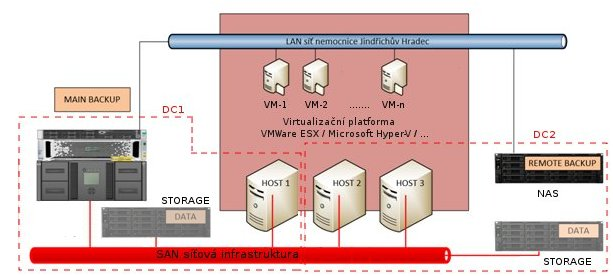 LAN síť nemocnice Jindřichův Hradec
MAIN BACKUP
VM-1
VM-2
.......
VM-n
DC1
Virtualizační platforma
VMWare ESX / Microsoft HyperV / ...
DC2
REMOTE BACKUP
NAS
HOST 1
HOST 2
HOST 3
STORAGE
DATA
DATA
SAN síťová infrastruktura
STORAGE